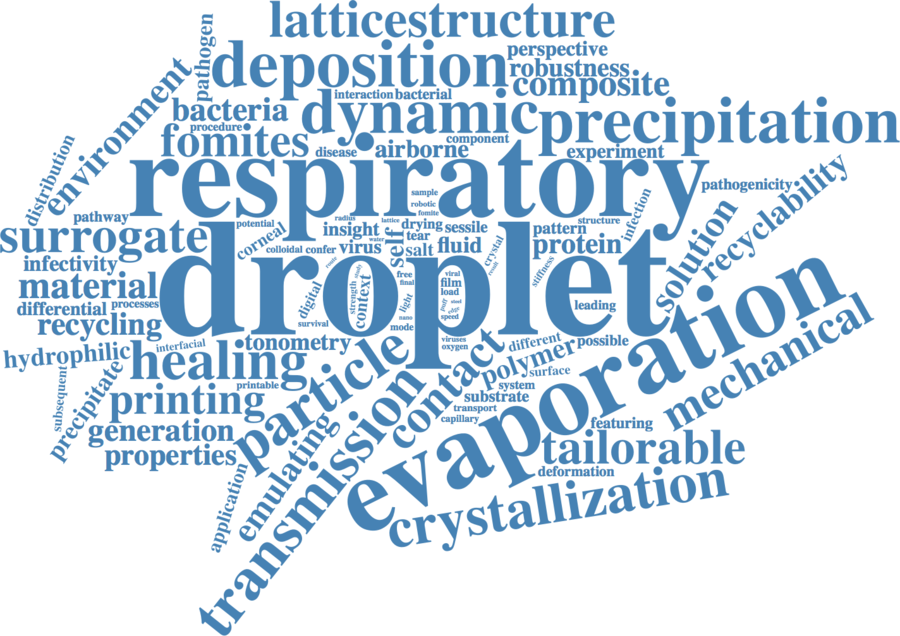 latticestructure
pathogen
deposition
perspective
robustness
composite
environment
interaction
bacterial
bacteria
dynamic
precipitation
procedure
fomites
component
disease
airborne
experiment
distribution
respiratory
pathogenicity
recyclability
sample
robotic
fomite
infection
pathway
potential
radius
lattice
structure
surrogate
corneal
insight
drying
sessile
pattern
solution
water
self
tear
colloidal
confer
virus
salt
fluid
crystal
protein
infectivity
droplet
stiffness
result
material
study
strength
context
free
final
viral
film
load
digital
light
differential
processes
leading
edge
speed
nano
recycling
survival
mode
interfacial
tonometry
viruses
oxygen
different
possible
hydrophilic
healing
particle
contact
polymer
surface
evaporation
mechanical
subsequent
precipitate
printable
system
substrate
printing
transport
capillary
generation
featuring
properties
emulating
transmission
tailorable
application
deformation
crystallization